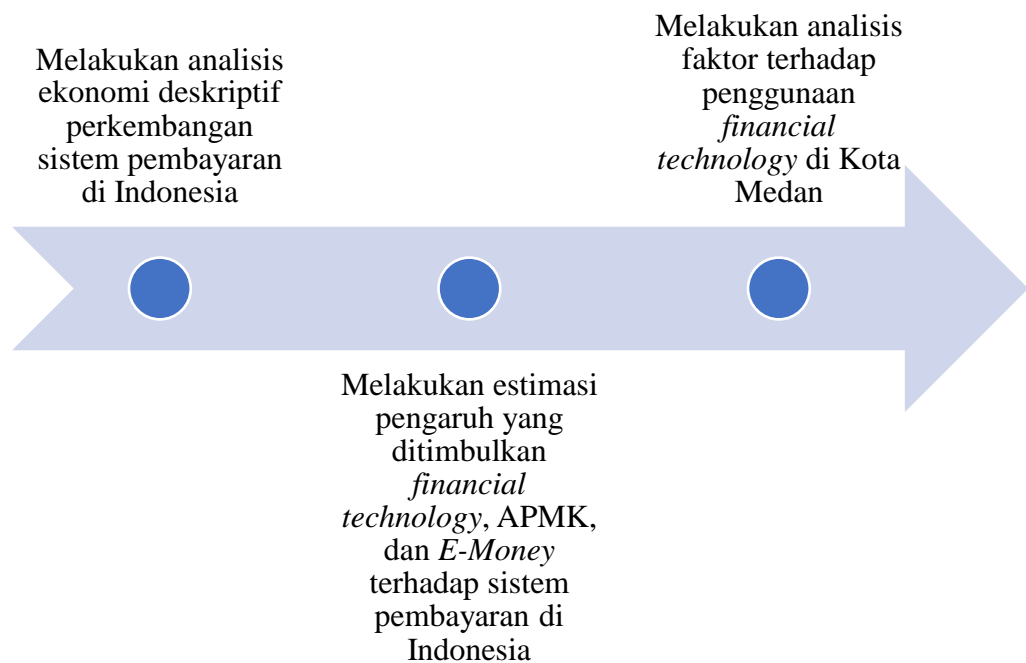 Melakukan analisis
ekonomi deskriptif
perkembangan
sistem pembayaran
di Indonesia
Melakukan estimasi
pengaruh yang
ditimbulkan
financial
technology, APMK,
dan E-Money
terhadap sistem
pembayaran di
Indonesia
Melakukan analisis
faktor terhadap
penggunaan
financial
technology di Kota
Medan